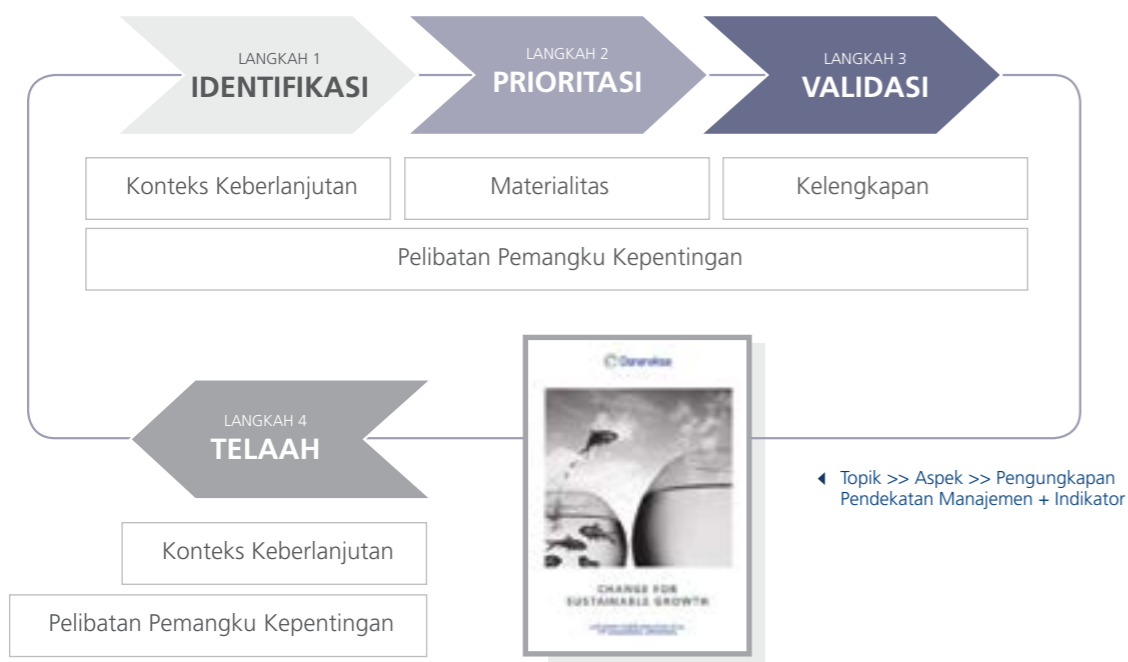 LANGKAH 1
IDENTIFIKASI
LANGKAH 2
PRIORITASI
LANGKAH 3
VALIDASI
Konteks Keberlanjutan
Materialitas
Kelengkapan
Pelibatan Pemangku Kepentingan
LANGKAH 4
TELAAH
Konteks Keberlanjutan
Pelibatan Pemangku Kepentingan
CHANGE FOR
SUSTAINABLE GROWTH
Topik >> Aspek >> Pengungkapan
Pendekatan Manajemen + Indikator